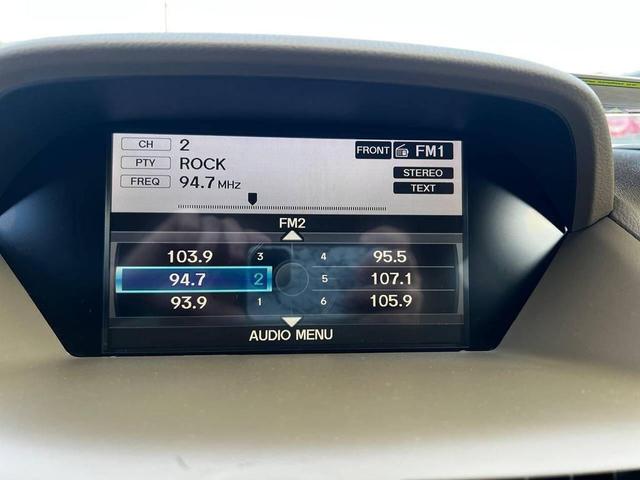 CH 2 FRONT FM1
PTY ROCK STEREO
FREQ 94.7 MHz TEXT
FM2
103.9 3 4 95.5
94.7 2 5 107.1
93.9 1 6 105.9
AUDIO MENU